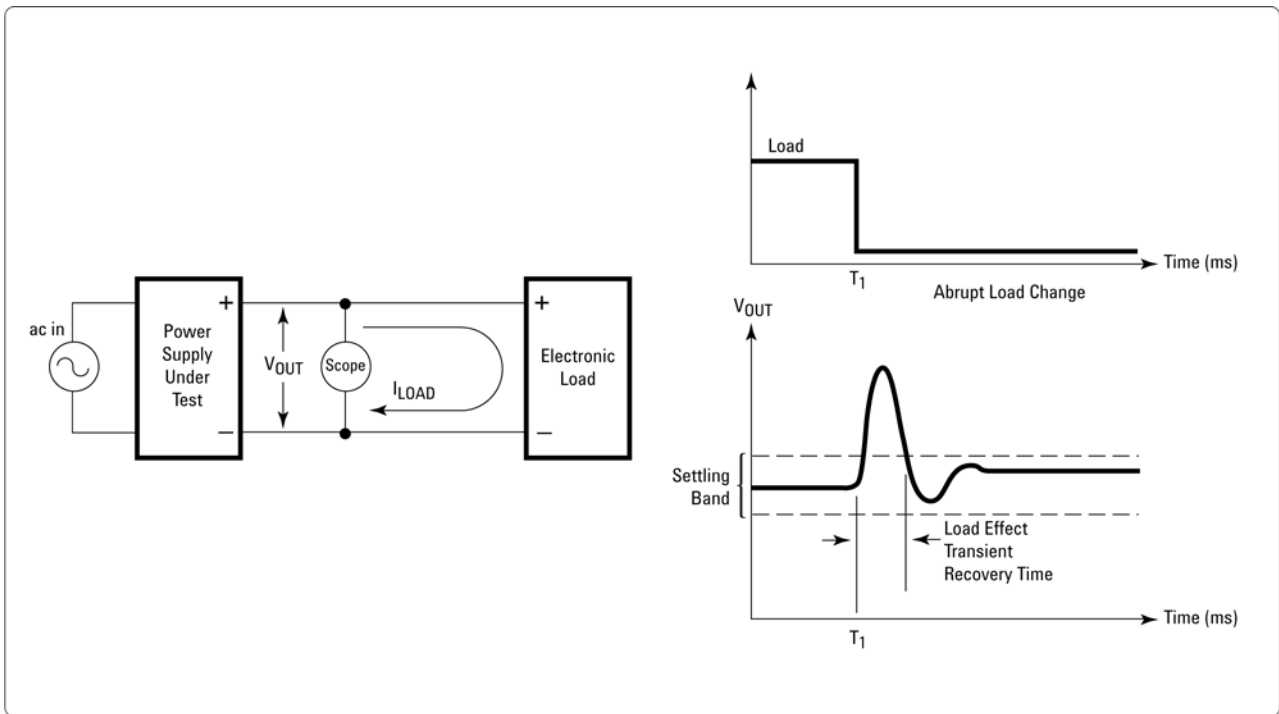 ac in
Power
Supply
Under
Test
+
−
VOUT
Scope
ILOAD
+
−
Electronic
Load
Load
T1
Time (ms)
Abrupt Load Change
VOUT
Settling
Band
Load Effect
Transient
Recovery Time
T1
Time (ms)